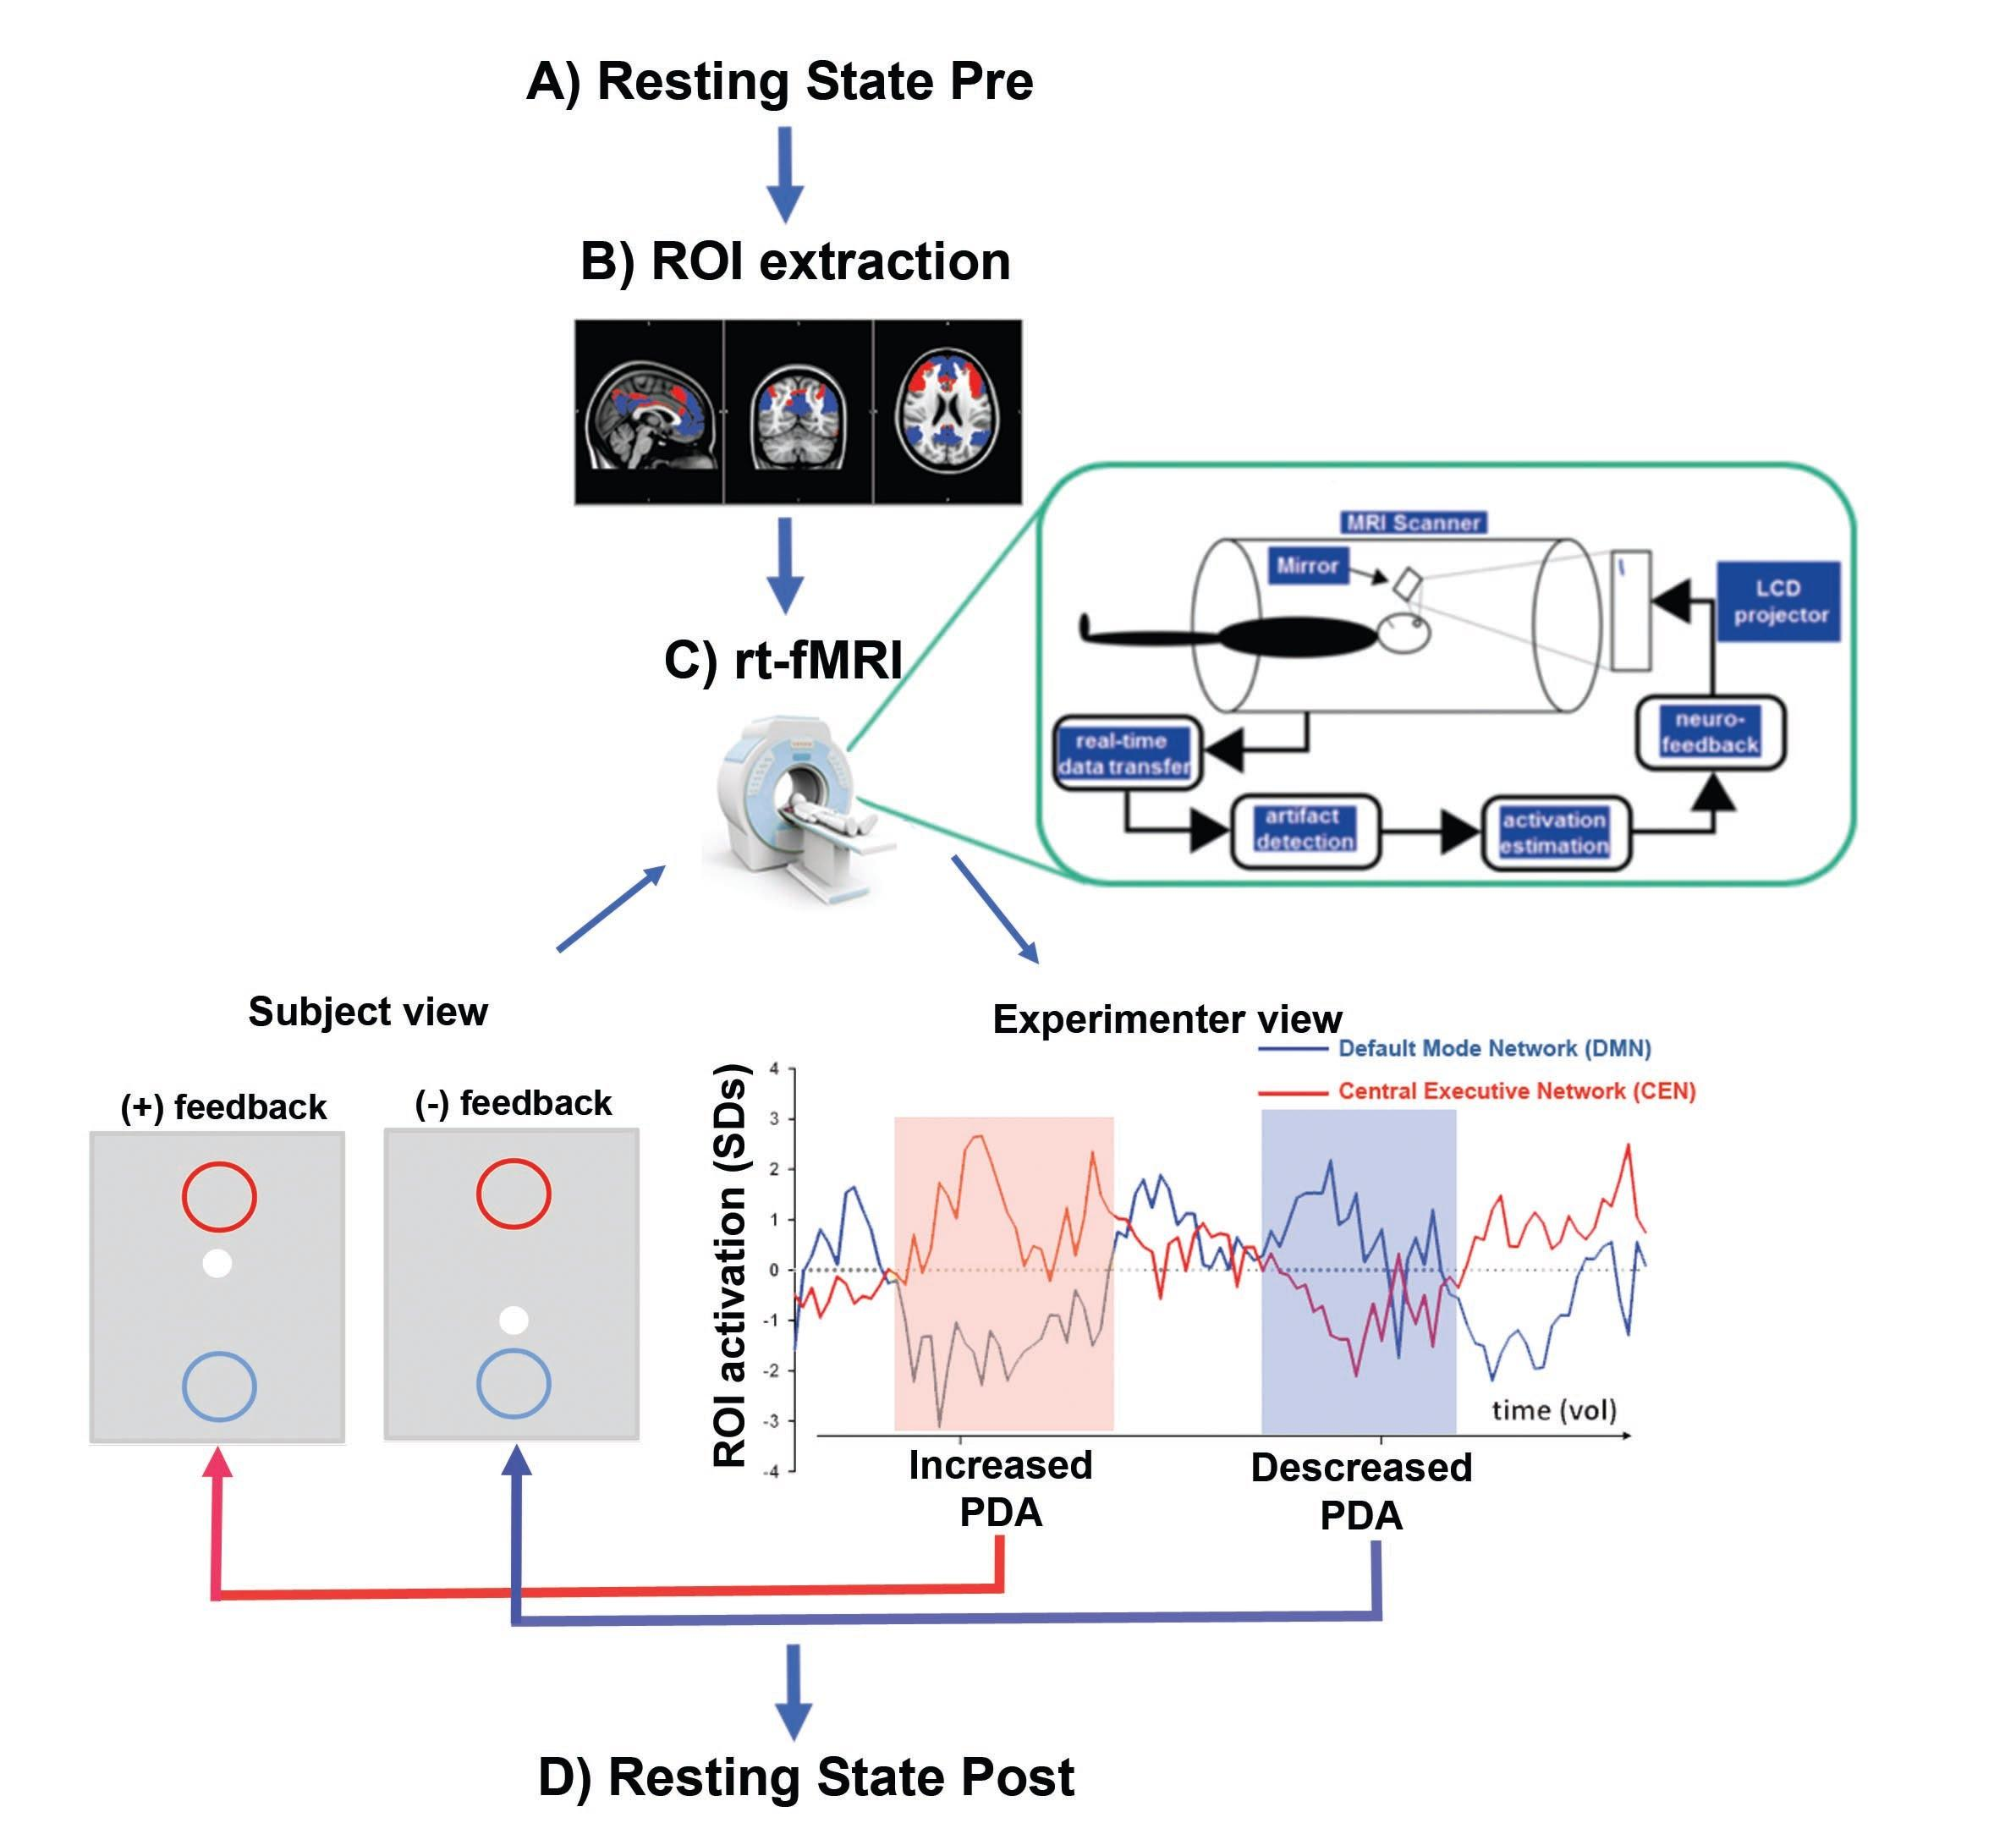 A) Resting State Pre
B) ROI extraction
C) rt-fMRI
MRI Scanner
Mirror
LCD
projector
neuro-
feedback
real-time
data transfer
artifact
detection
activation
estimation
Subject view
(+) feedback
(-) feedback
Experimenter view
Default Mode Network (DMN)
Central Executive Network (CEN)
ROI activation (SDs)
4
3
2
1
0
-1
-2
-3
-4
time (vol)
Increased
PDA
Descreased
PDA
D) Resting State Post